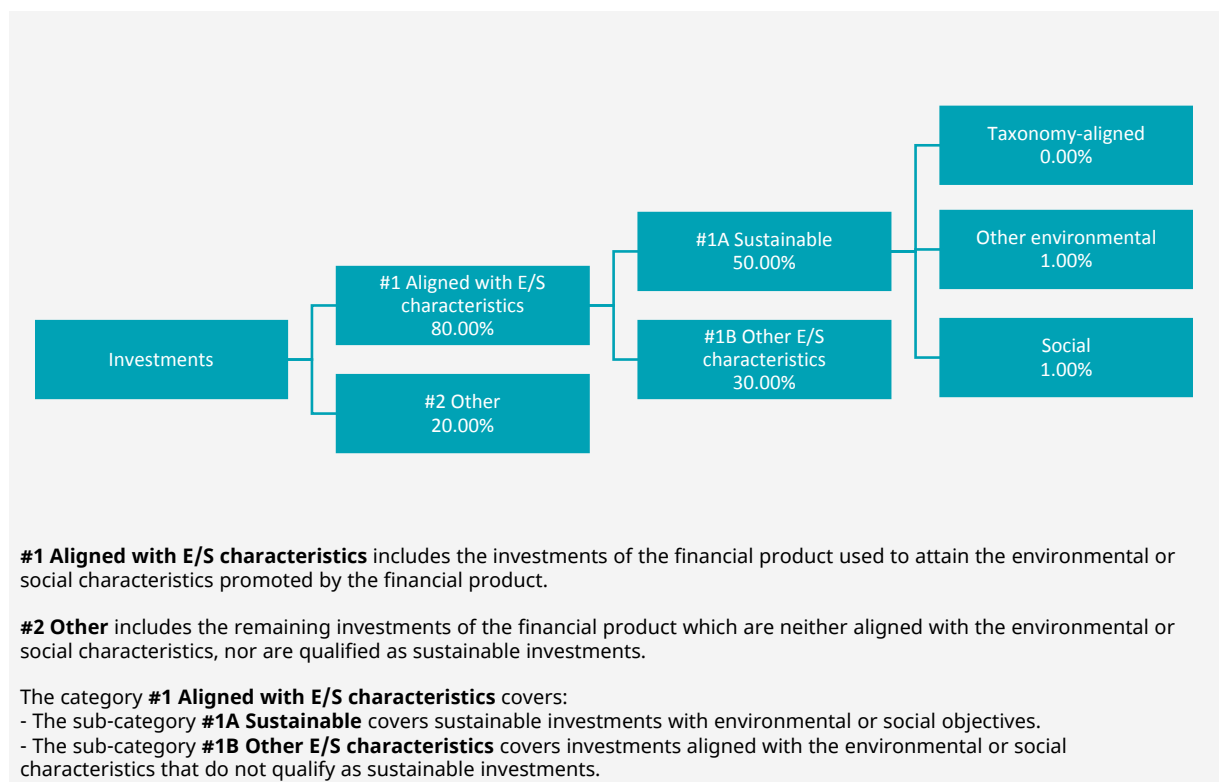 Investments
#1 Aligned with E/S
characteristics
80.00%
#2 Other
20.00%
#1A Sustainable
50.00%
#1B Other E/S
characteristics
30.00%
Taxonomy-aligned
0.00%
Other environmental
1.00%
Social
1.00%
#1 Aligned with E/S characteristics includes the investments of the financial product used to attain the environmental or
social characteristics promoted by the financial product.
#2 Other includes the remaining investments of the financial product which are neither aligned with the environmental or
social characteristics, nor are qualified as sustainable investments.
The category #1 Aligned with E/S characteristics covers:
- The sub-category #1A Sustainable covers sustainable investments with environmental or social objectives.
- The sub-category #1B Other E/S characteristics covers investments aligned with the environmental or social
characteristics that do not qualify as sustainable investments.